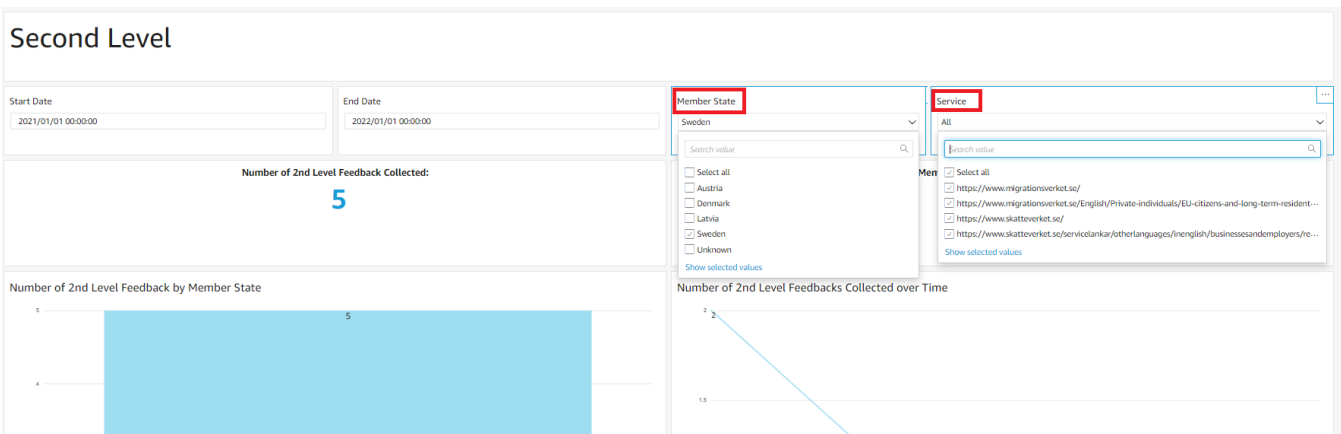 Second Level
Start Date
2021/01/01 00:00:00
End Date
2022/01/01 00:00:00
Member State
Sweden
Search value
Select all
Austria
Denmark
Latvia
Sweden
Unknown
Show selected values
Service
...
All
Search value
Select all
https://www.migrationsverket.se/
https://www.migrationsverket.se/English/Private-individuals/EU-citizens-and-long-term-resident-···
https://www.skatteverket.se/
https://www.skatteverket.se/servicelankar/otherlanguages/inenglish/businessesandemployers/re···
Show selected values
Number of 2nd Level Feedback Collected:
5
Mem
Number of 2nd Level Feedback by Member State
5
5
4
Number of 2nd Level Feedbacks Collected over Time
2
2
1.5